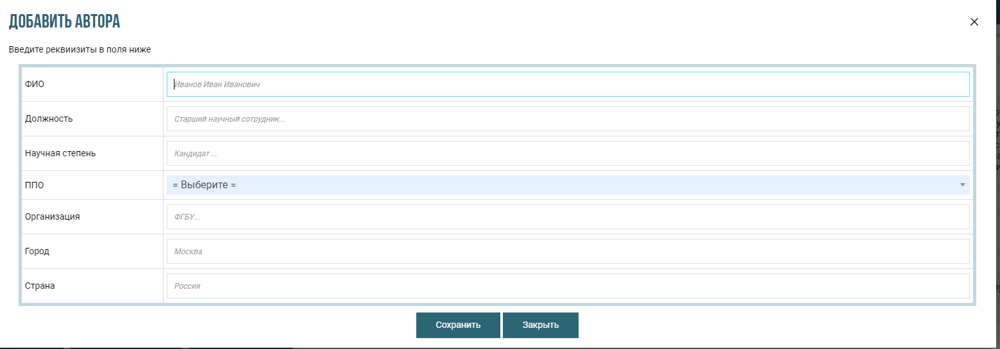 ДОБАВИТЬ АВТОРА
Введите реквиизиты в поля ниже
ФИО
Иванов Иван Иванович
Должность
Старший научный сотрудник...
Научная степень
Кандидат ...
ППО
= Выберите =
Организация
ФГБУ...
Город
Москва
Страна
Россия
Сохранить Закрыть